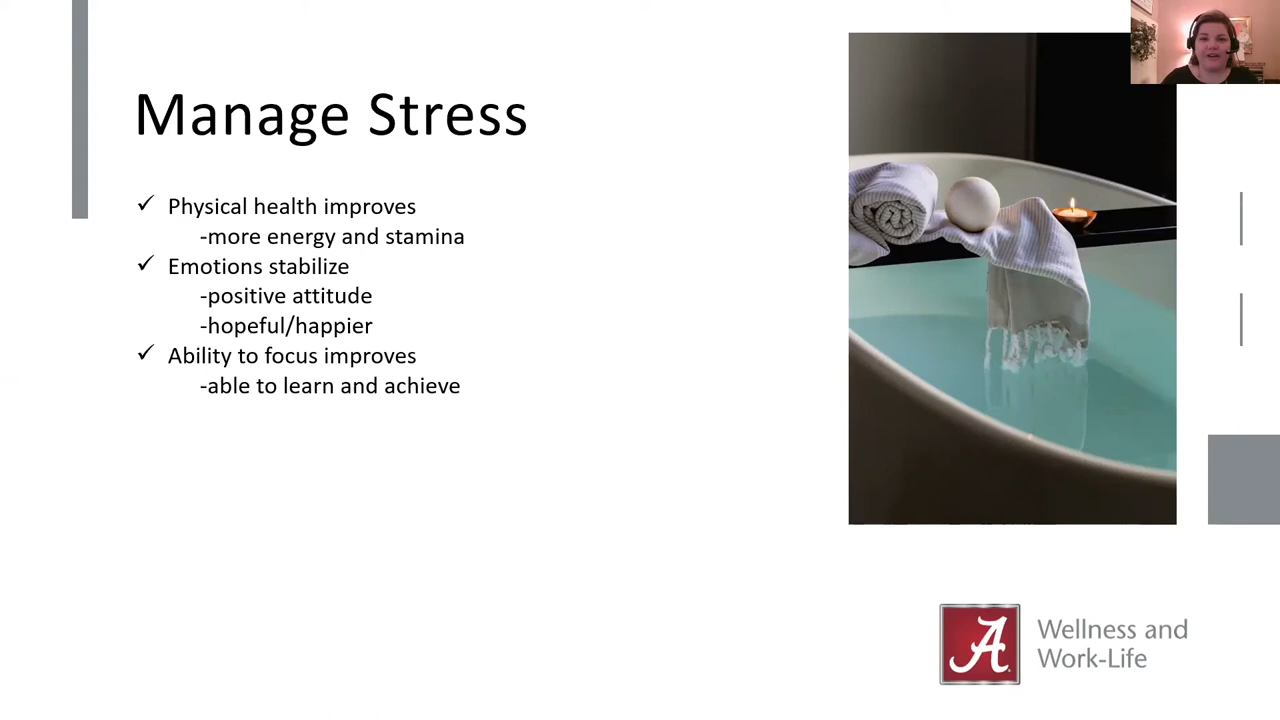 Manage Stress
✓ Physical health improves
-more energy and stamina
✓ Emotions stabilize
-positive attitude
-hopeful/happier
✓ Ability to focus improves
-able to learn and achieve
A
Wellness and
Work-Life